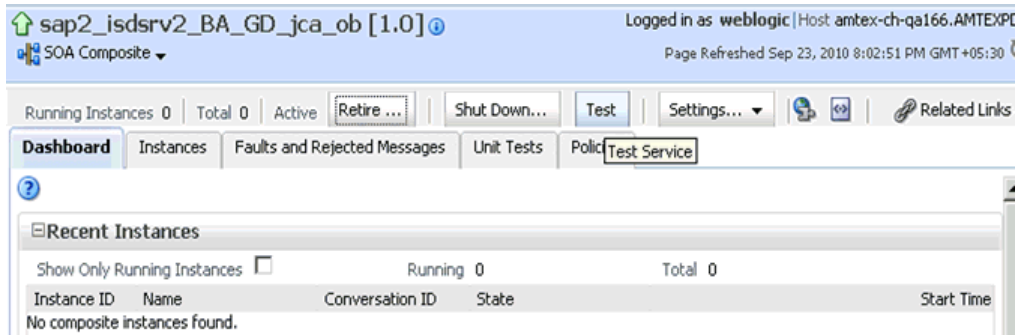 sap2_isdsrv2_BA_GD_jca_ob [1.0]
Logged in as weblogic|Host amtex-ch-qa166.AMTEXPD
SOA Composite
Page Refreshed Sep 23, 2010 8:02:51 PM GMT+05:30
Running Instances 0 | Total 0 | Active Retire ... | Shut Down... Test | Settings... | Related Links
Dashboard Instances Faults and Rejected Messages Unit Tests Polici
Test Service
Recent Instances
Show Only Running Instances Running 0 Total 0
Instance ID Name Conversation ID State Start Time
No composite instances found.